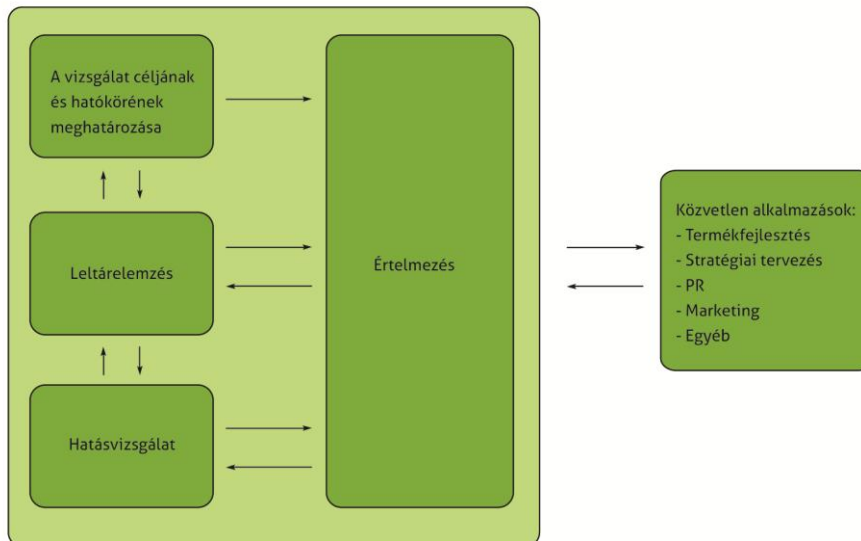 A vizsgálat céljának
és hatókörének
meghatározása
Leltárelemzés
Hatásvizsgálat
Értelmezés
Közvetlen alkalmazások:
- Termékfejlesztés
- Stratégiai tervezés
- PR
- Marketing
- Egyéb